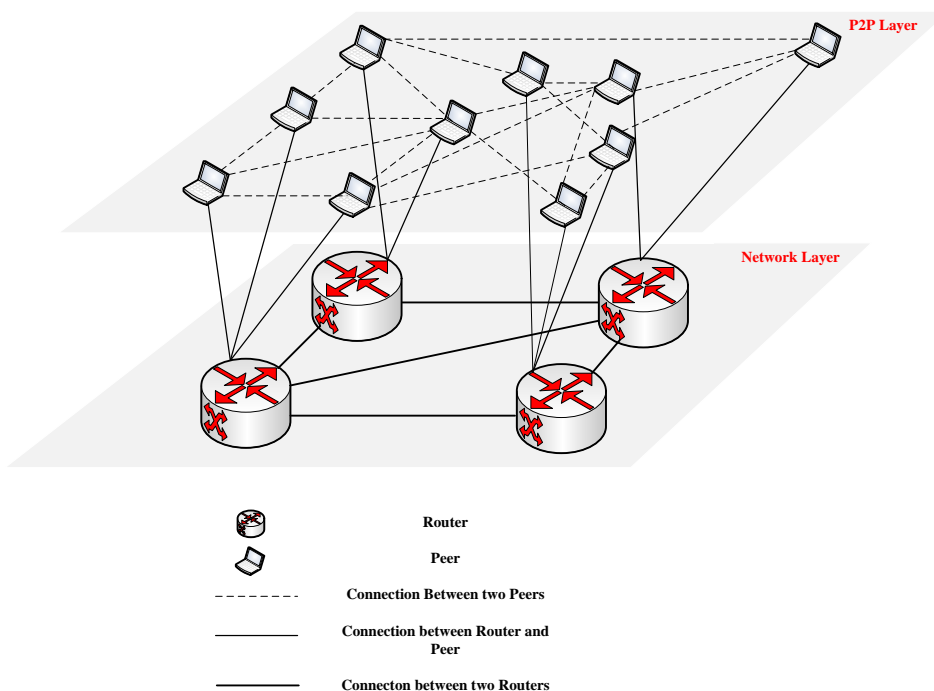 P2P Layer
Network Layer
Router
Peer
Connection Between two Peers
Connection between Router and
Peer
Connecton between two Routers